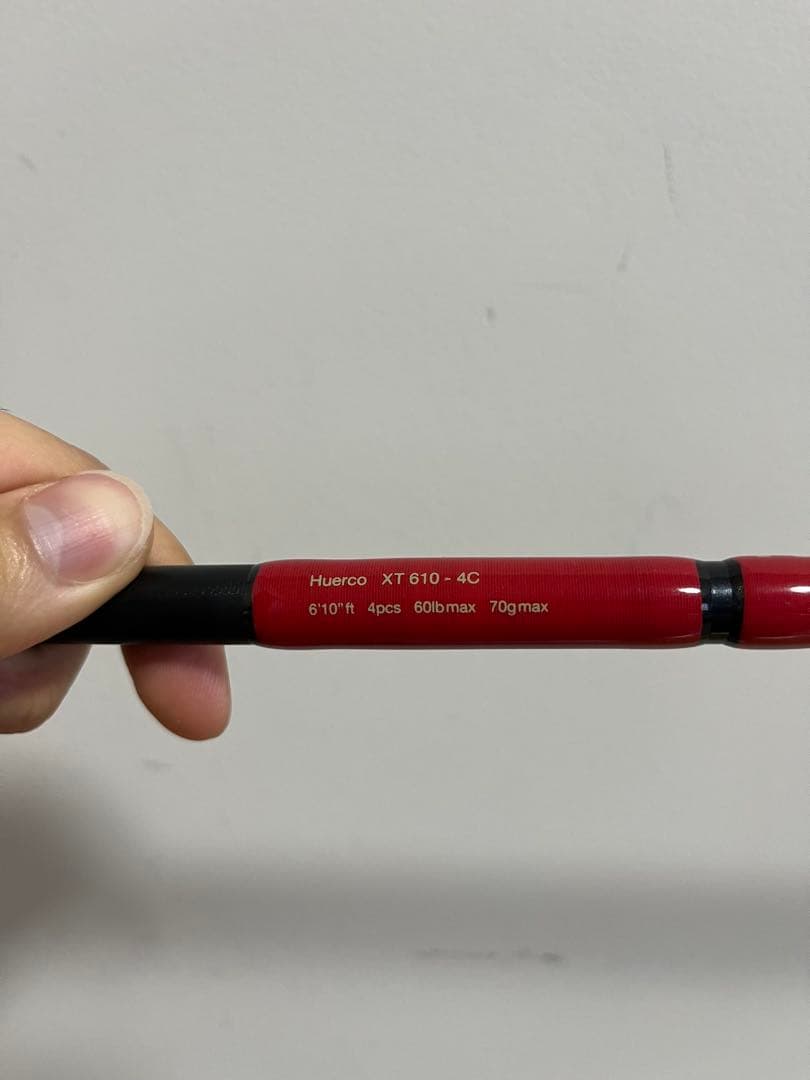 Huerco XT 610 - 4C
6'10" ft 4pcs 60lb max 70g max